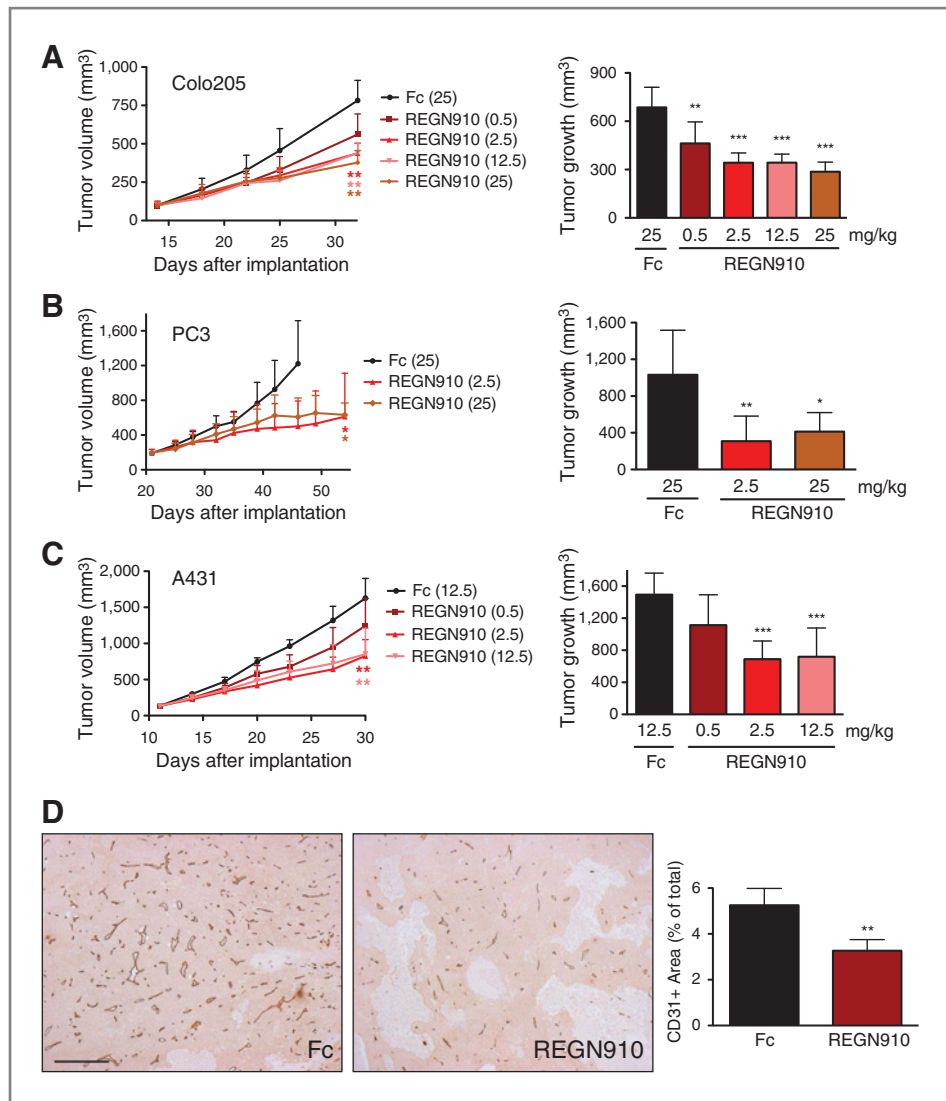 A
Tumor volume (mm3)
1,000
750
500
250
0
15 20 25 30
Days after implantation
Colo205
Fc (25)
REGN910 (0.5)
REGN910 (2.5)
REGN910 (12.5)
REGN910 (25)
**
**
**
Tumor growth (mm3)
900
600
300
0
** *** *** ***
25 0.5 2.5 12.5 25 mg/kg
Fc REGN910
B
Tumor volume (mm3)
1,600
1,200
800
400
0
20 30 40 50
Days after implantation
PC3
Fc (25)
REGN910 (2.5)
REGN910 (25)
*
*
Tumor growth (mm3)
1,600
1,200
800
400
0
** *
25 2.5 25 mg/kg
Fc REGN910
C
Tumor volume (mm3)
2,000
1,500
1,000
500
0
10 15 20 25 30
Days after implantation
A431
Fc (12.5)
REGN910 (0.5)
REGN910 (2.5)
REGN910 (12.5)
**
**
Tumor growth (mm3)
1,600
1,200
800
400
0
*** ***
12.5 0.5 2.5 12.5 mg/kg
Fc REGN910
D
Fc
REGN910
CD31+ Area (% of total)
6
4
2
0
**
Fc REGN910